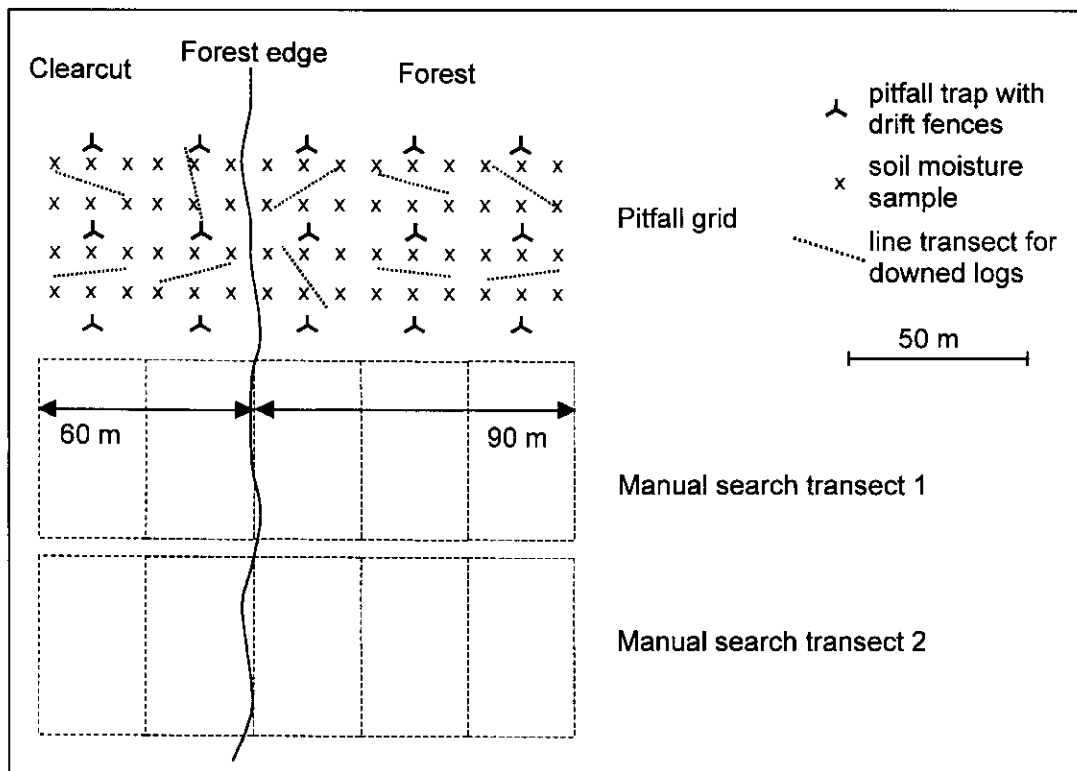 Forest edge
Clearcut
Forest
pitfall trap with
drift fences
x soil moisture
sample
Pitfall grid
line transect for
downed logs
50 m
60 m
90 m
Manual search transect 1
Manual search transect 2